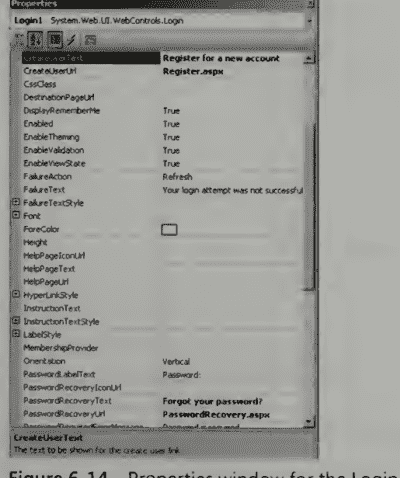 Properties
Login1 System.Web.UI.WebControls.Login
CreateUserText Register for a new account
CreateUserUrl Register.aspx
CssClass
DestinationPageUrl
DisplayRememberMe True
Enabled True
EnableTheming True
EnableValidation True
EnableViewState True
FailureAction Refresh
FailureText Your login attempt was not successful
FailureTextStyle
Font
ForeColor
Height
HelpPageIconUrl
HelpPageText
HelpPageUrl
HyperLinkStyle
InstructionText
InstructionTextStyle
LabelStyle
MembershipProvider
Orientation Vertical
PasswordLabelText Password:
PasswordRecoveryIconUrl
PasswordRecoveryText Forgot your password?
PasswordRecoveryUrl PasswordRecovery.aspx
CreateUserText
The text to be shown for the create user link.
Figure 6-14 Properties window for the Login